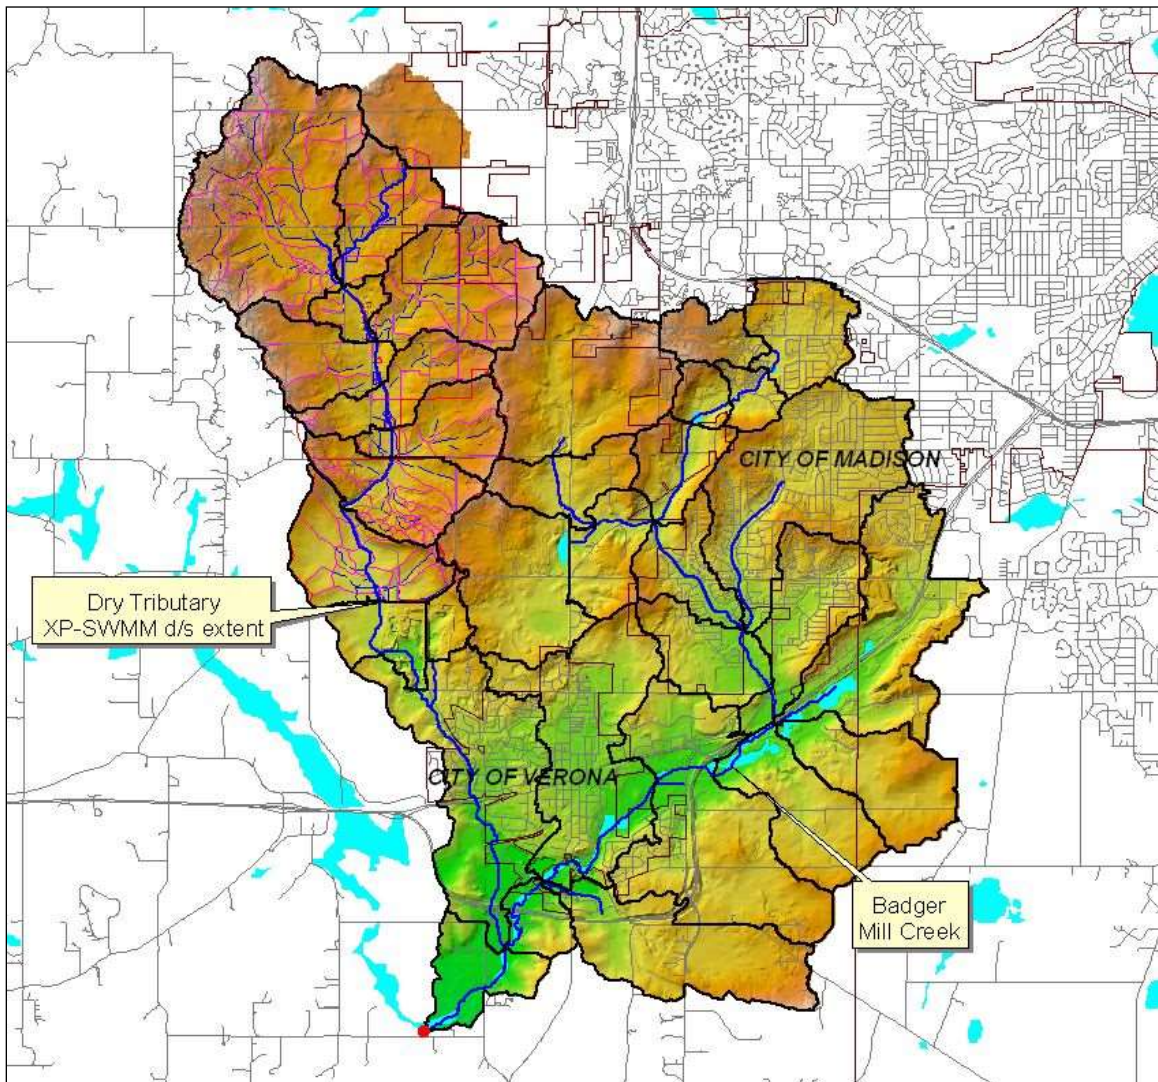 CITY OF MADISON
Dry Tributary
XP-SWMM d/s extent
CITY OF VERONA
Badger
Mill Creek